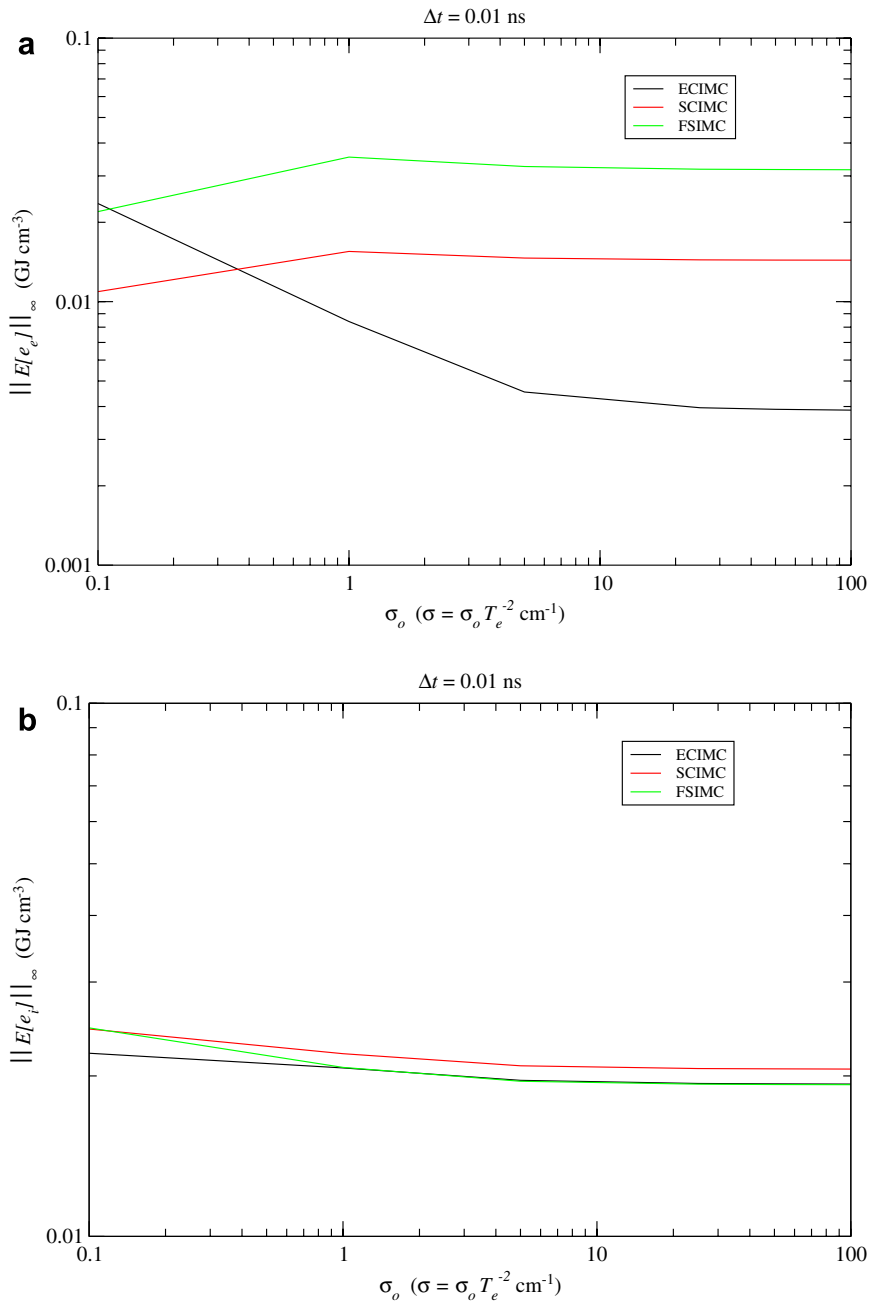 a
Δt = 0.01 ns
0.1
0.01
0.001
||E[e_e]||_∞ (GJ cm⁻³)
ECIMC
SCIMC
FSIMC
0.1 1 10 100
σ_o (σ = σ_o T_e⁻² cm⁻¹)
b
Δt = 0.01 ns
0.1
0.01
||E[e_i]||_∞ (GJ cm⁻³)
ECIMC
SCIMC
FSIMC
0.1 1 10 100
σ_o (σ = σ_o T_e⁻² cm⁻¹)